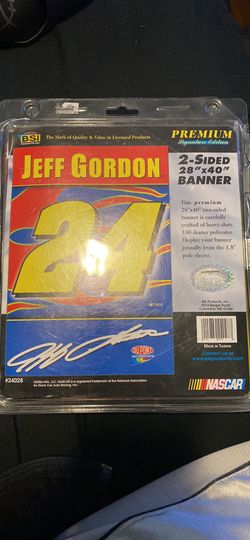 BSI
The Mark of Quality & Value in Licensed Products
PREMIUM
Signature Edition
JEFF GORDON
2-SIDED
28"x40"
BANNER
This premium
28"x40" two-sided
banner is carefully
crafted of heavy-duty,
150 denier polyester.
Display your banner
proudly from the 1.5"
pole sleeve.
24
BSI Products, Inc.
Columbia, MD
MADE IN TAIWAN
DUPONT
Contact us at
www.bsiproducts.com
#24028
NASCAR